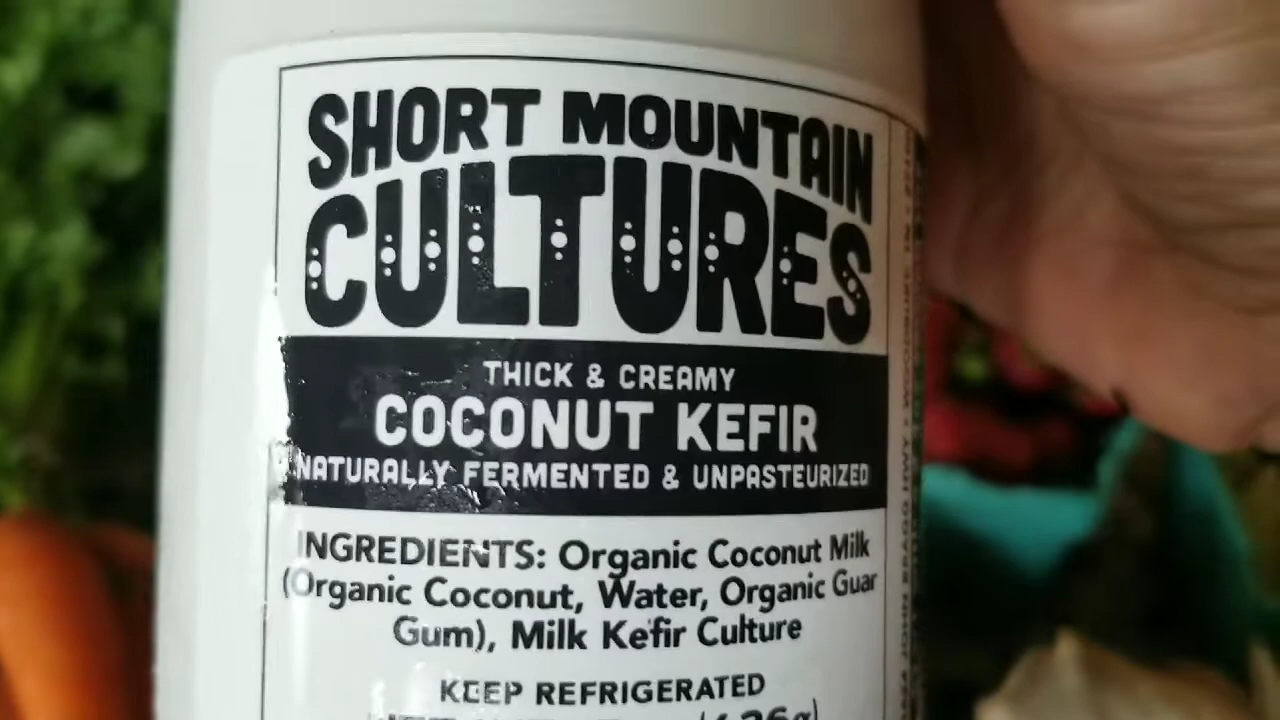 SHORT MOUNTAIN
CULTURES
THICK & CREAMY
COCONUT KEFIR
NATURALLY FERMENTED & UNPASTEURIZED
INGREDIENTS: Organic Coconut Milk
(Organic Coconut, Water, Organic Guar
Gum), Milk Kefir Culture
KEEP REFRIGERATED